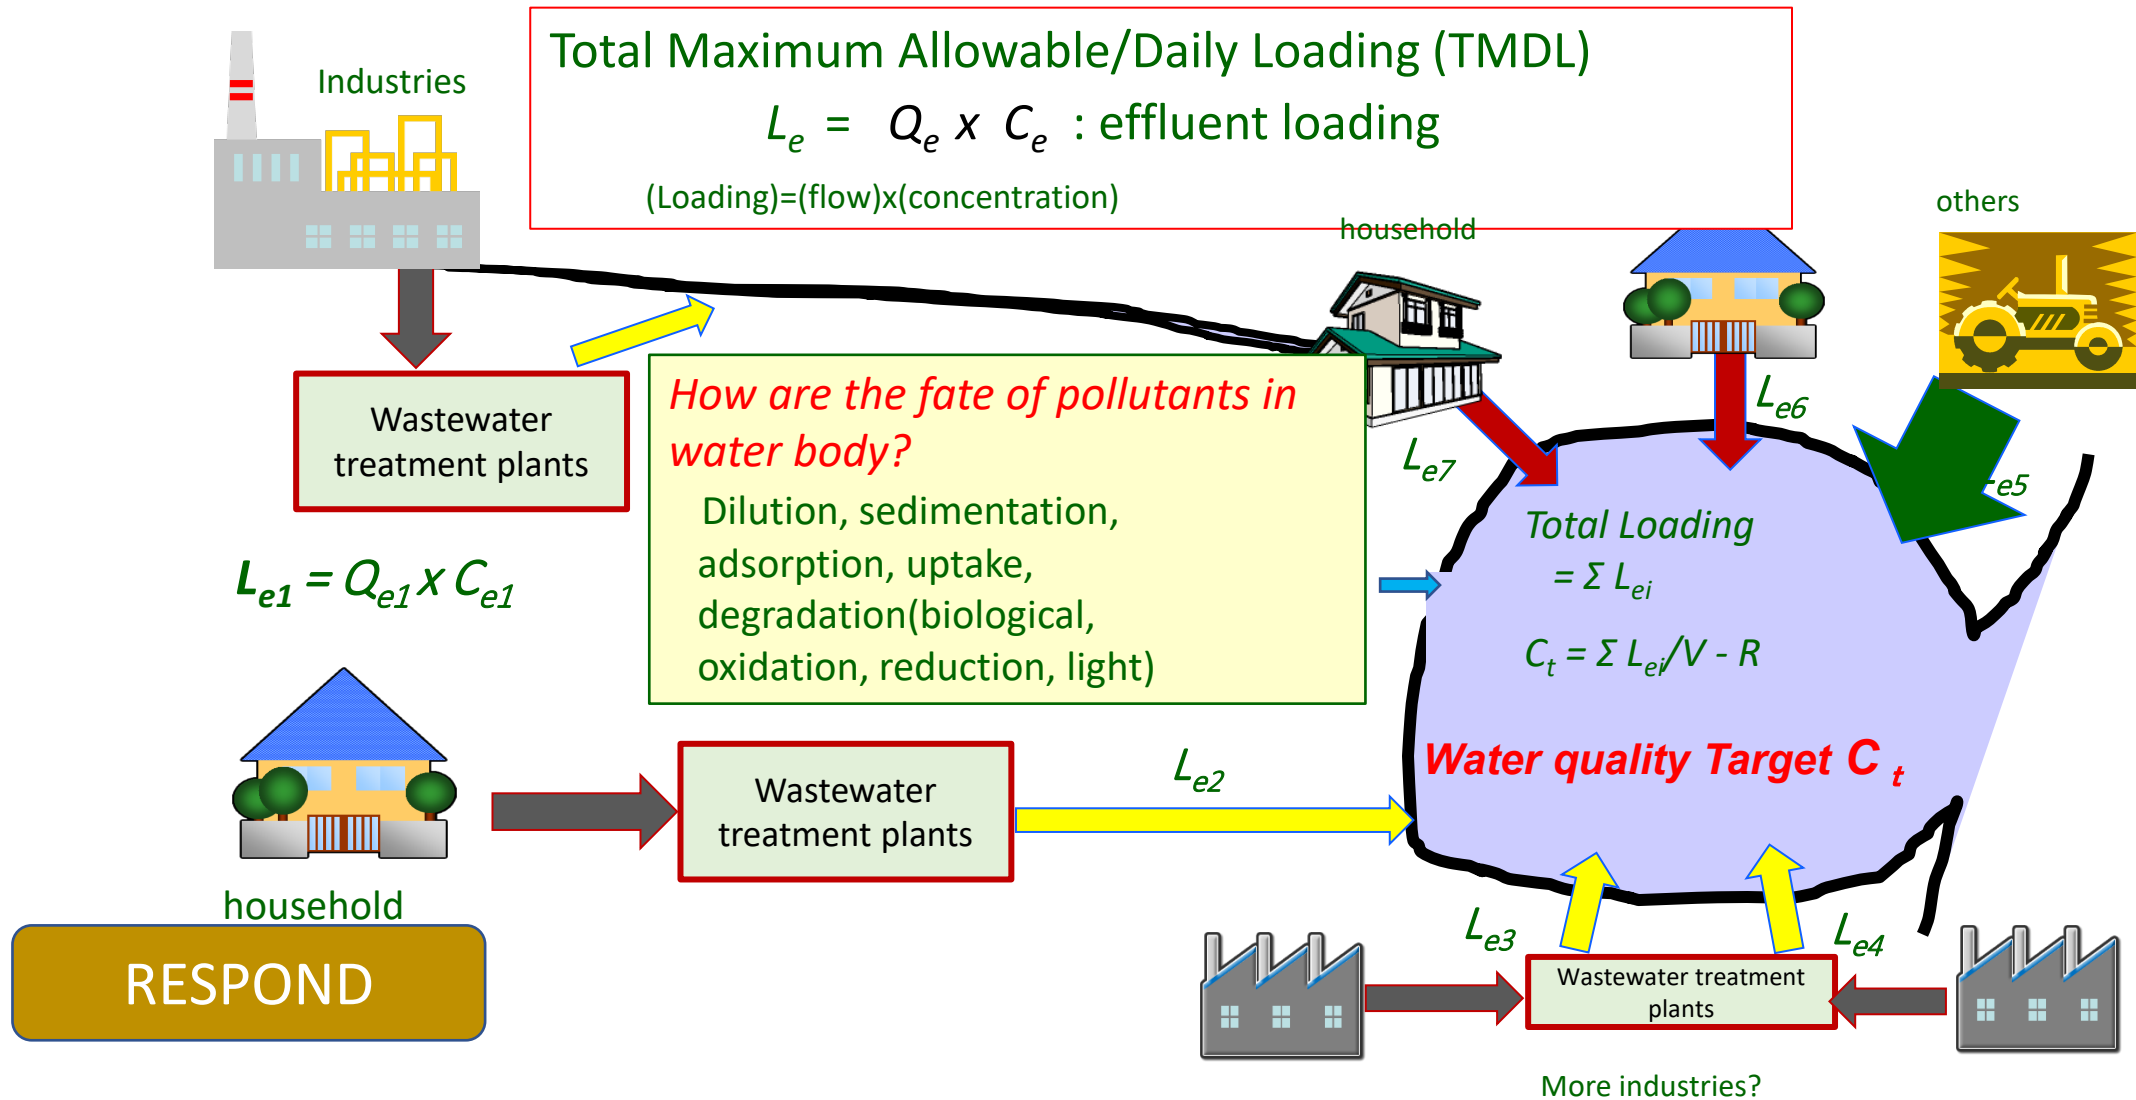 Total Maximum Allowable/Daily Loading (TMDL)
Le = Qe x Ce : effluent loading
(Loading)=(flow)x(concentration)
Industries
household
others
Wastewater
treatment plants
Le1 = Qe1 x Ce1
How are the fate of pollutants in
water body?
Dilution, sedimentation,
adsorption, uptake,
degradation(biological,
oxidation, reduction, light)
Le7
Le6
e5
Total Loading
= Σ Lei
Ct = Σ Lei/V - R
Water quality Target C t
household
Wastewater
treatment plants
Le2
Le3
Le4
Wastewater treatment
plants
More industries?
RESPOND